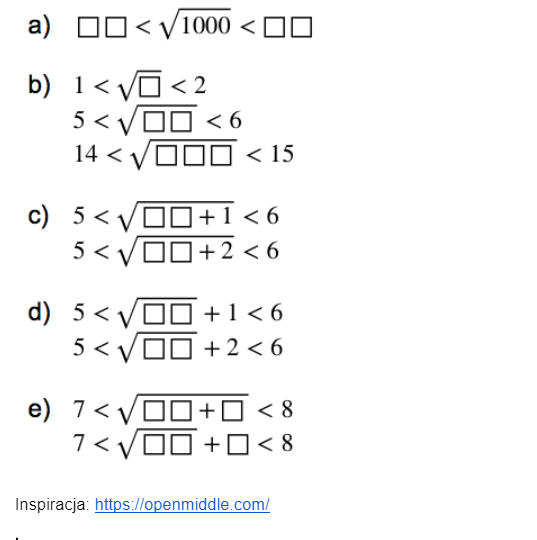 a) □□ < √1000 < □□
b) 1 < √□ < 2
5 < √□□ < 6
14 < √□□□ < 15
c) 5 < √□□+1 < 6
5 < √□□+2 < 6
d) 5 < √□□ + 1 < 6
5 < √□□ + 2 < 6
e) 7 < √□□+□ < 8
7 < √□□ + □ < 8
Inspiracja: https://openmiddle.com/